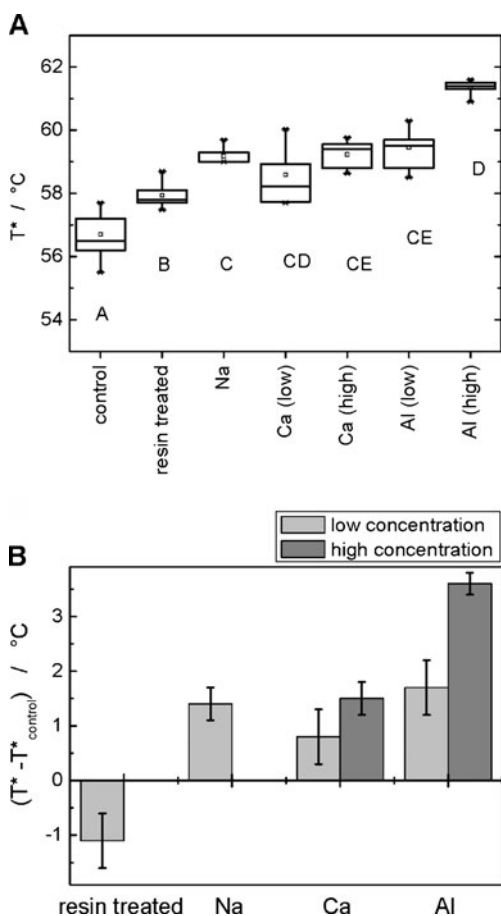 A
T* / °C
62
60
58
56
54
A
B
C
CD
CE
CE
D
control
resin treated
Na
Ca (low)
Ca (high)
Al (low)
Al (high)
B
low concentration
high concentration
(T* -T*control) / °C
3
2
1
0
-1
resin treated
Na
Ca
Al